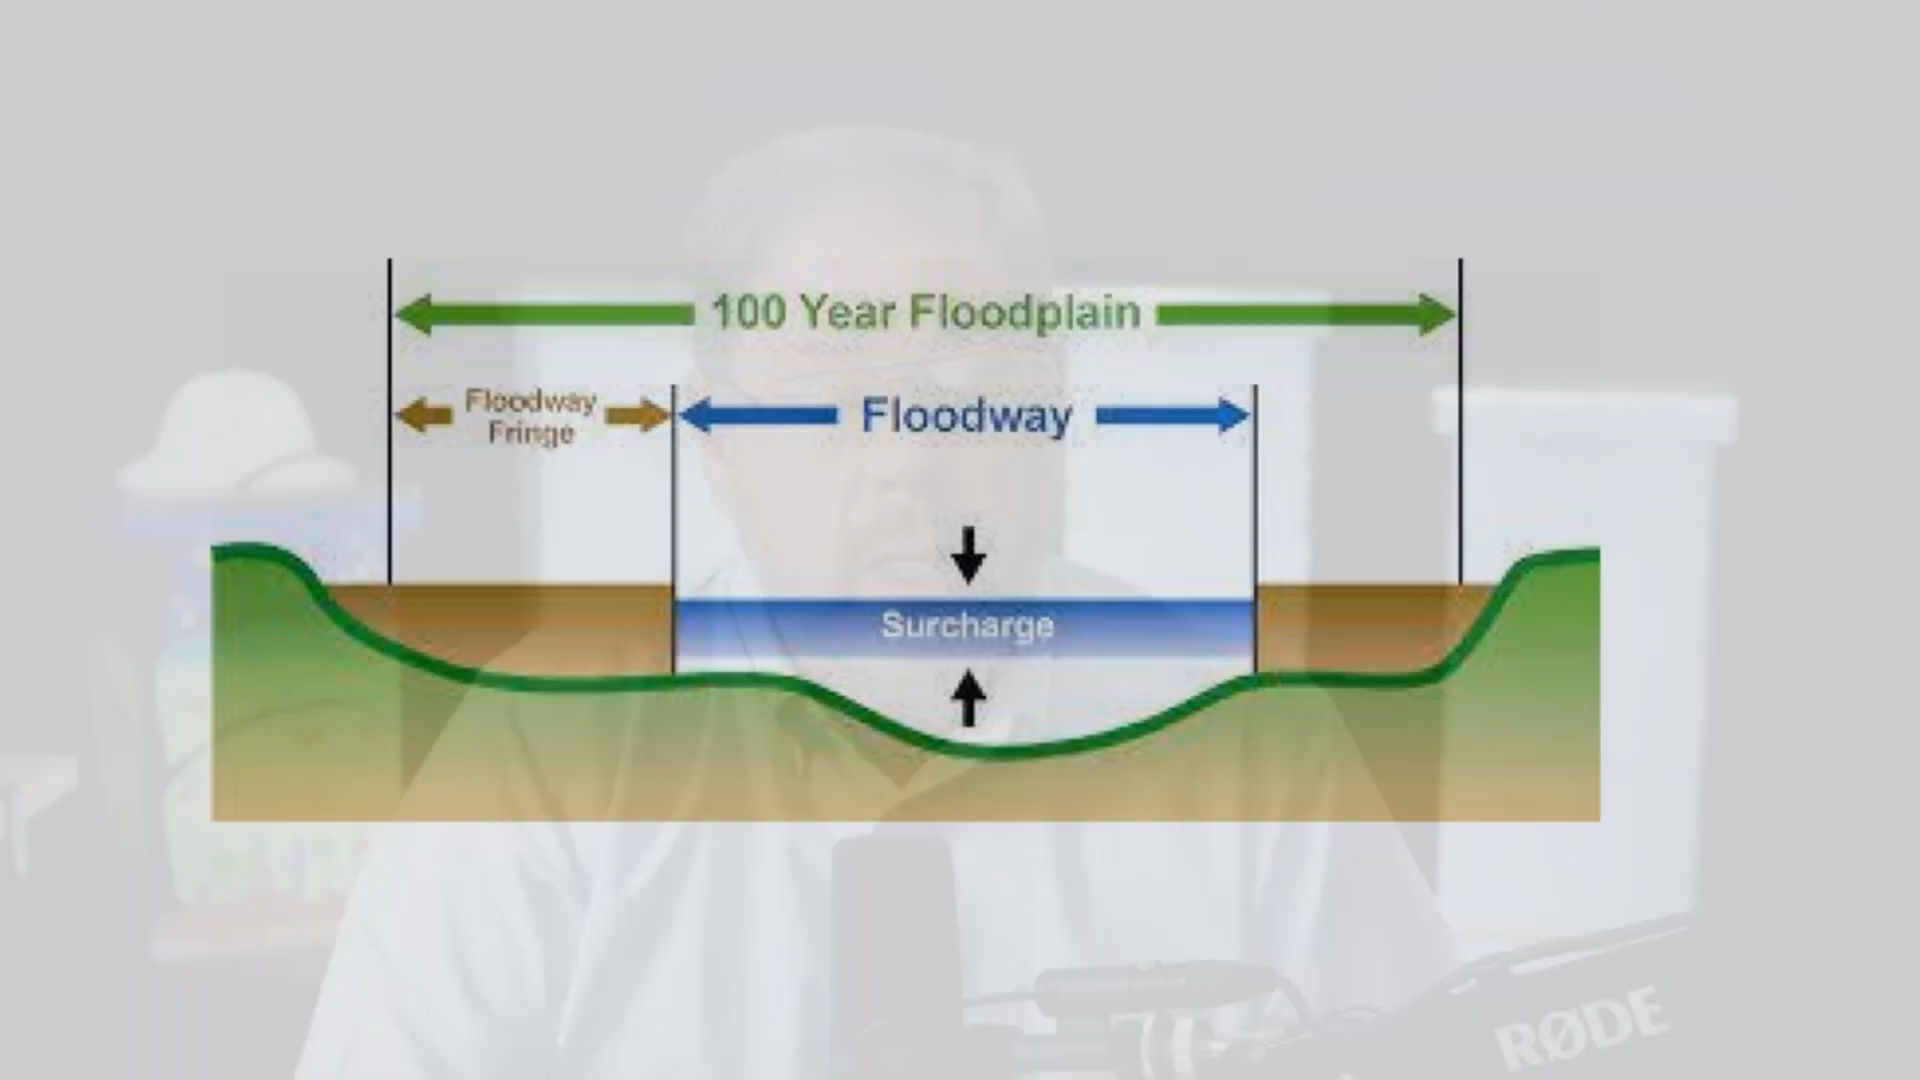 100 Year Floodplain
Floodway
Fringe
Floodway
Surcharge
RØDE